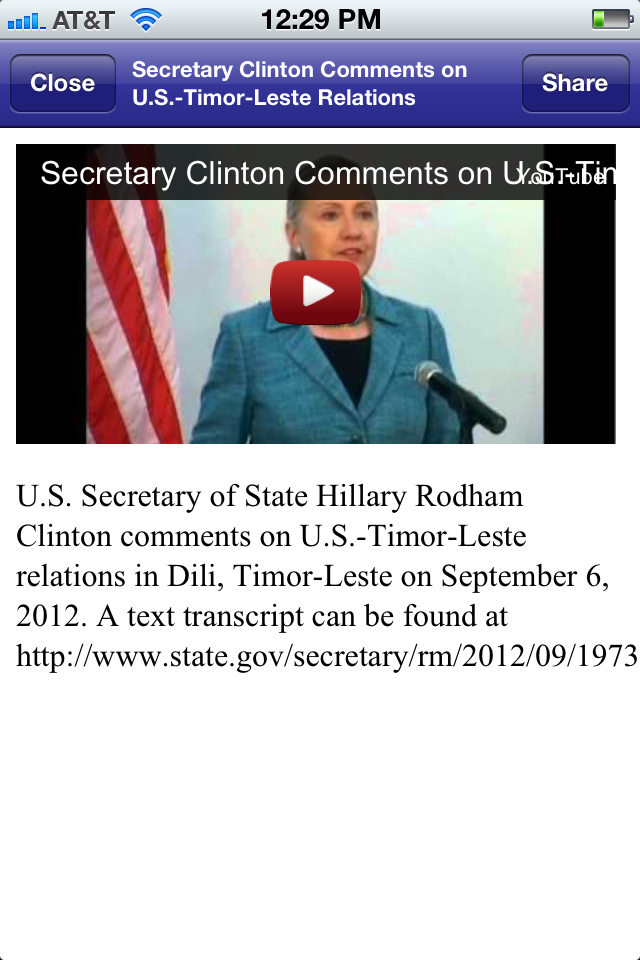 AT&T 12:29 PM
Close
Secretary Clinton Comments on
U.S.-Timor-Leste Relations
Share
Secretary Clinton Comments on U.S.-Tim
YouTube
U.S. Secretary of State Hillary Rodham
Clinton comments on U.S.-Timor-Leste
relations in Dili, Timor-Leste on September 6,
2012. A text transcript can be found at
http://www.state.gov/secretary/rm/2012/09/1973